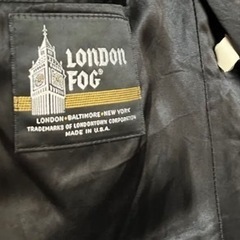 LONDON
FOG®
LONDON•BALTIMORE•NEW YORK
TRADEMARKS OF LONDONTOWN CORPORATION
MADE IN U.S.A.